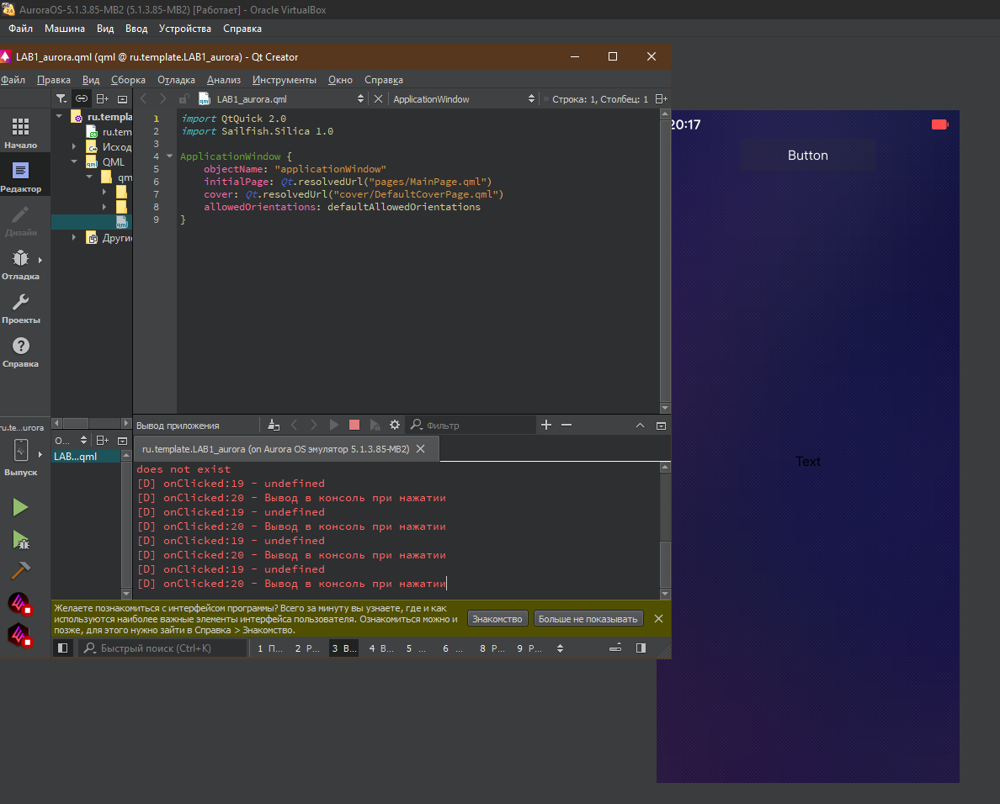 AuroraOS-5.1.3.85-MB2 (5.1.3.85-MB2) [Работает] - Oracle VirtualBox
Файл Машина Вид Ввод Устройства Справка
LAB1_aurora.qml (qml @ ru.template.LAB1_aurora) - Qt Creator
Файл Правка Вид Сборка Отладка Анализ Инструменты Окно Справка
LAB1_aurora.qml ApplicationWindow Строка: 1, Столбец: 1
Начало
Редактор
Дизайн
Отладка
Проекты
Справка
ru.te...urora
Выпуск
ru.templa
ru.tem
Исход
QML
qm
Други
О...
LAB...qml
1 import QtQuick 2.0
2 import Sailfish.Silica 1.0
3
4 ApplicationWindow {
5 objectName: "applicationWindow"
6 initialPage: Qt.resolvedUrl("pages/MainPage.qml")
7 cover: Qt.resolvedUrl("cover/DefaultCoverPage.qml")
8 allowedOrientations: defaultAllowedOrientations
9 }
Вывод приложения Фильтр
ru.template.LAB1_aurora (on Aurora OS эмулятор 5.1.3.85-MB2)
does not exist
[D] onClicked:19 - undefined
[D] onClicked:20 - Вывод в консоль при нажатии
[D] onClicked:19 - undefined
[D] onClicked:20 - Вывод в консоль при нажатии
[D] onClicked:19 - undefined
[D] onClicked:20 - Вывод в консоль при нажатии
[D] onClicked:19 - undefined
[D] onClicked:20 - Вывод в консоль при нажатии
Желаете познакомиться с интерфейсом программы? Всего за минуту вы узнаете, где и как
используются наиболее важные элементы интерфейса пользователя. Ознакомиться можно и
позже, для этого нужно зайти в Справка > Знакомство.
Знакомство Больше не показывать
Быстрый поиск (Ctrl+K) 1 П... 2 Р... 3 В... 4 В... 5 ... 6 ... 8 Р... 9 Р...
20:17
Button
Text